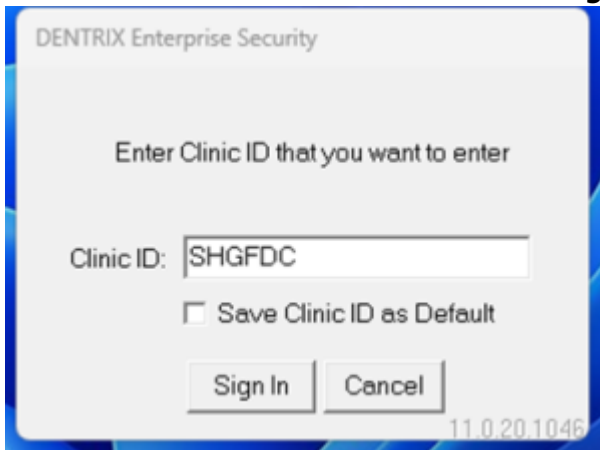 DENTRIX Enterprise Security
Enter Clinic ID that you want to enter
Clinic ID: SHGFDC
Save Clinic ID as Default
Sign In Cancel
11.0.20.1046